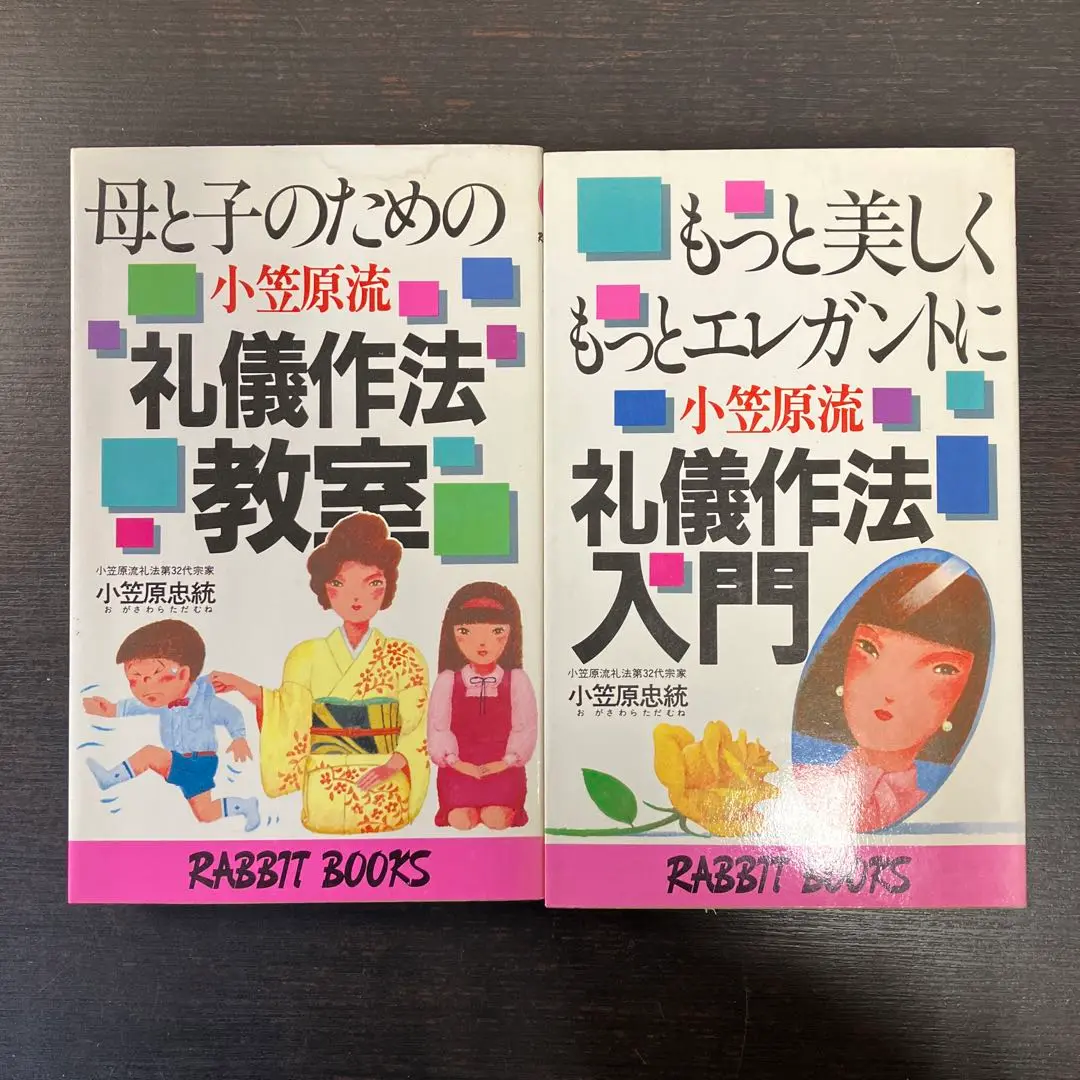 母と子のための
小笠原流
礼儀作法
教室
小笠原流礼法第32代宗家
小笠原忠統
おがさわらただむね
RABBIT BOOKS
もっと美しく
もっとエレガントに
小笠原流
礼儀作法
入門
小笠原流礼法第32代宗家
小笠原忠統
おがさわらただむね
RABBIT BOOKS